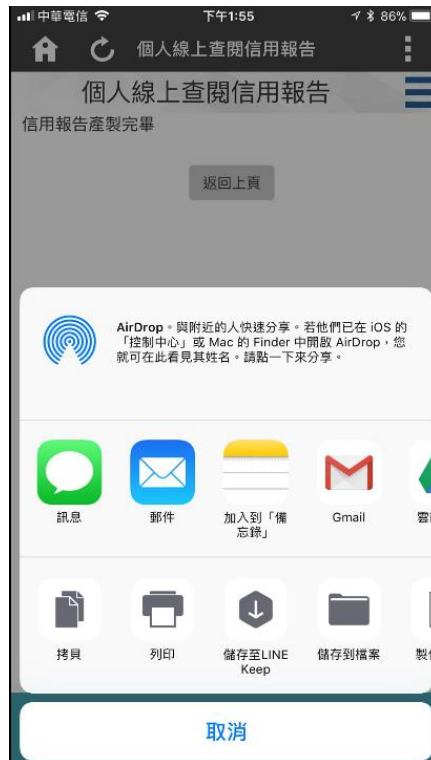 中華電信 下午1:55 86%
個人線上查閱信用報告
個人線上查閱信用報告
信用報告產製完畢
返回上頁
AirDrop。與附近的人快速分享。若他們已在 iOS 的
「控制中心」或 Mac 的 Finder 中開啟 AirDrop,您
就可在此看見其姓名。請點一下來分享。
訊息 郵件 加入到「備 Gmail
忘錄」
拷貝 列印 儲存至LINE 儲存到檔案
Keep
取消